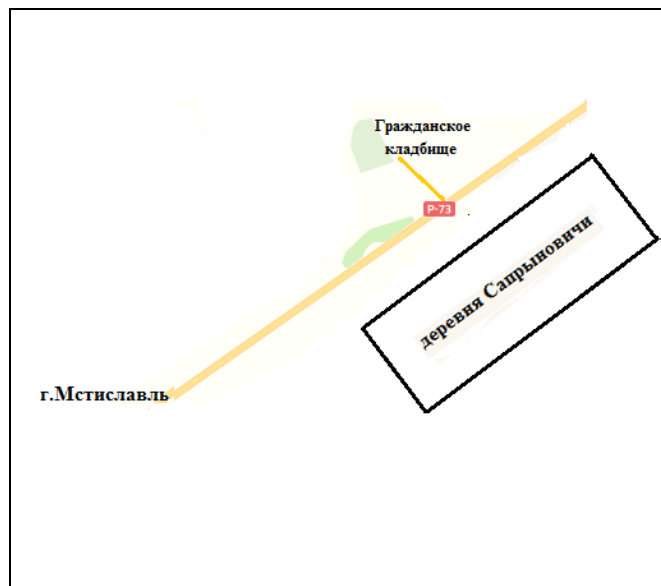 Гражданское
кладбище
Р-73
деревня Сапрыновичи
г.Мстиславль